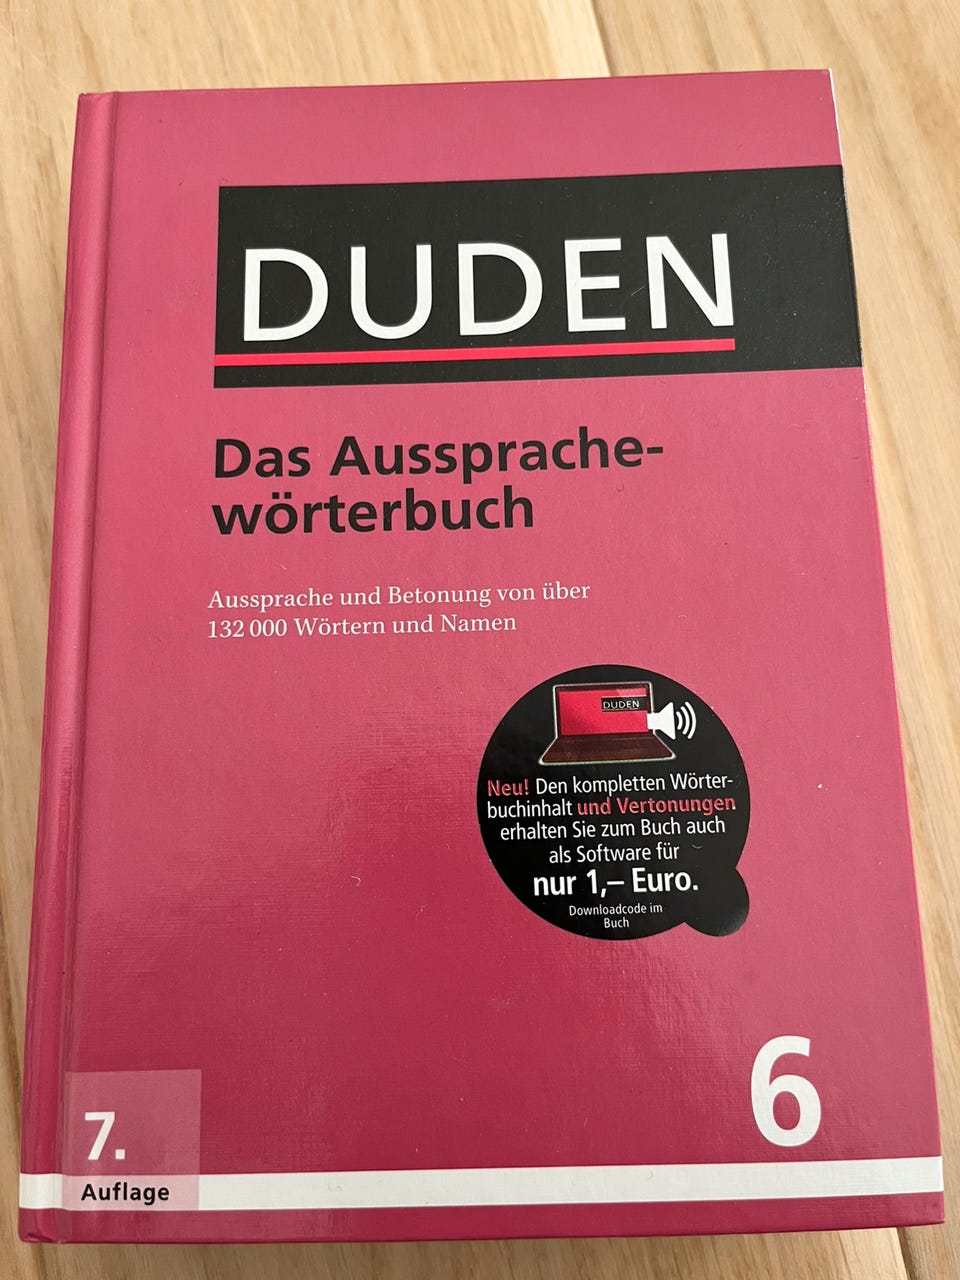 DUDEN
Das Aussprache-
wörterbuch
Aussprache und Betonung von über
132 000 Wörtern und Namen
DUDEN
Neu! Den kompletten Wörter-
buchinhalt und Vertonungen
erhalten Sie zum Buch auch
als Software für
nur 1,– Euro.
Downloadcode im
Buch
6
7.
Auflage